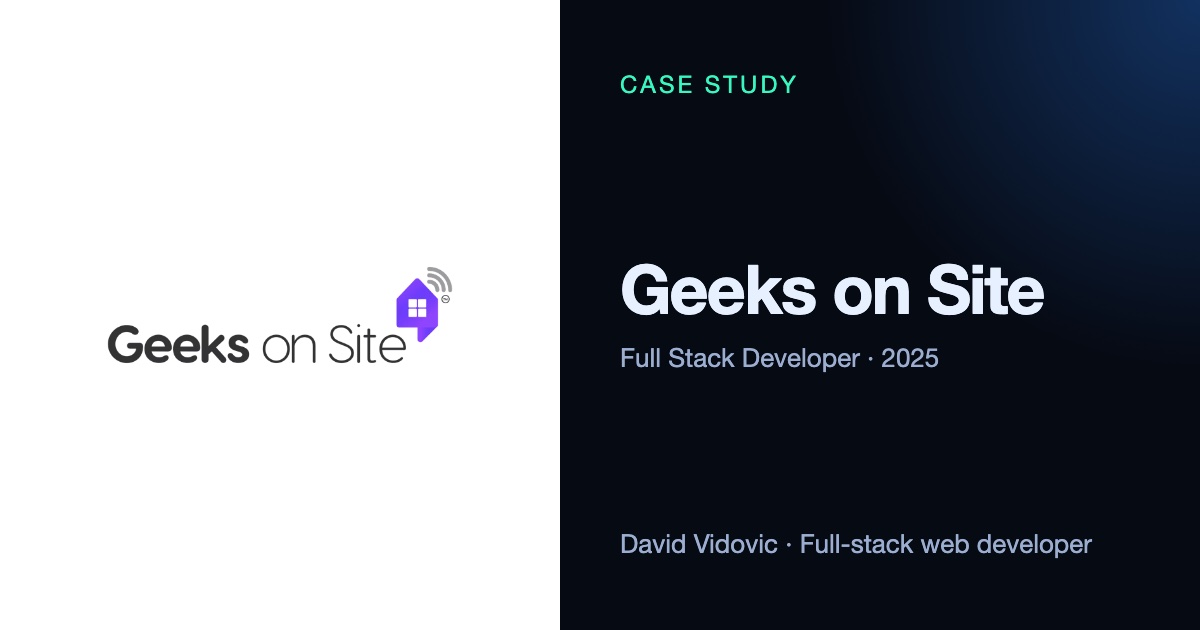 Geeks on Site
CASE STUDY
Geeks on Site
Full Stack Developer · 2025
David Vidovic · Full-stack web developer